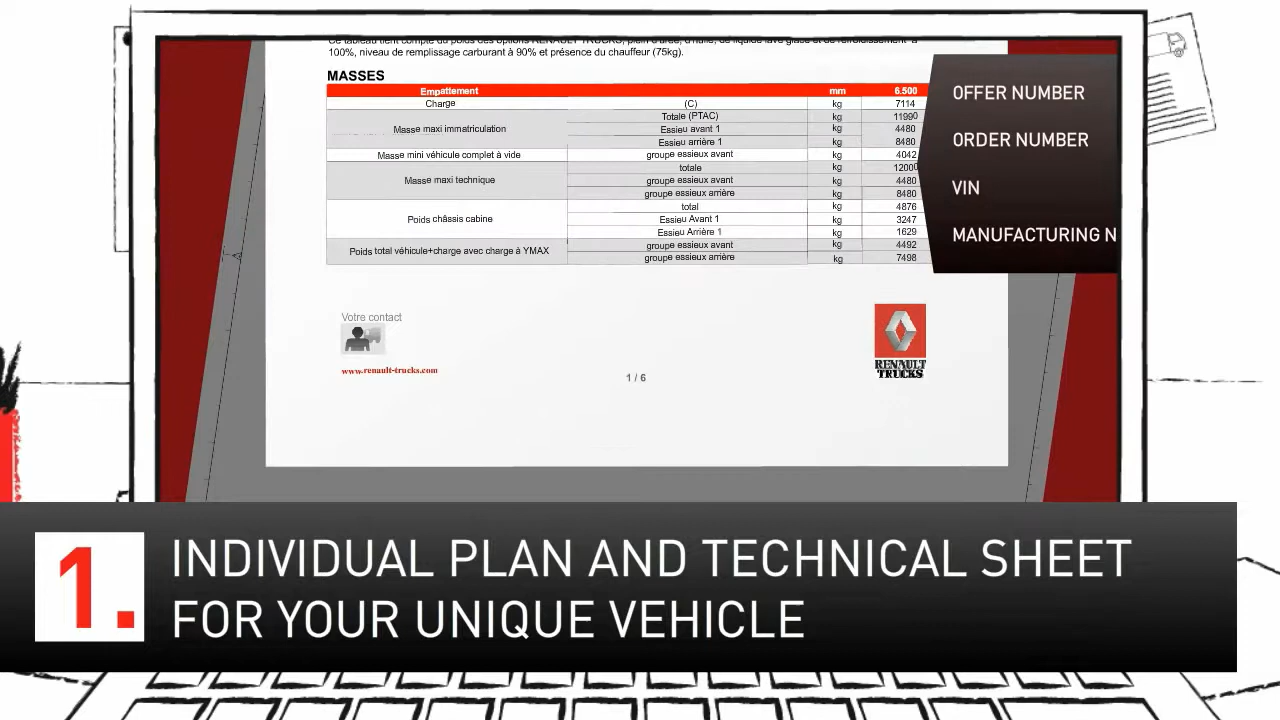 100%, niveau de remplissage carburant à 90% et présence du chauffeur (75kg).
MASSES
Empattement mm 6.500
Charge (C) kg 7114
Masse maxi immatriculation Totale (PTAC) kg 11990
Essieu avant 1 kg 4480
Essieu arrière 1 kg 8480
Masse mini véhicule complet à vide groupe essieux avant kg 4042
Masse maxi technique totale kg 12000
groupe essieux avant kg 4480
groupe essieux arrière kg 8480
Poids châssis cabine total kg 4876
Essieu Avant 1 kg 3247
Essieu Arrière 1 kg 1629
Poids total véhicule+charge avec charge à YMAX groupe essieux avant kg 4492
groupe essieux arrière kg 7498
OFFER NUMBER
ORDER NUMBER
VIN
MANUFACTURING N
Votre contact
www.renault-trucks.com
1 / 6
RENAULT
TRUCKS
1. INDIVIDUAL PLAN AND TECHNICAL SHEET
FOR YOUR UNIQUE VEHICLE